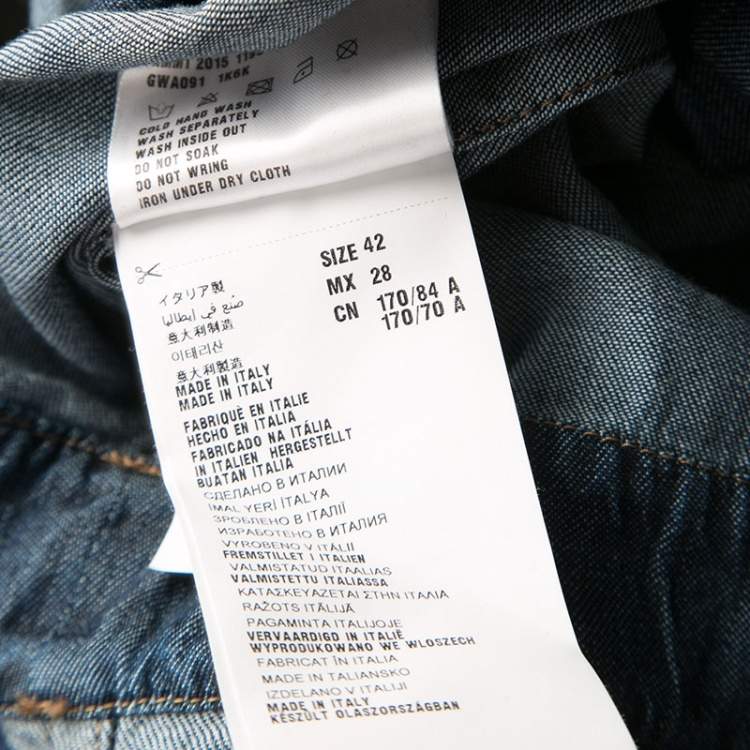 2015
GWA091 1K6K
COLD HAND WASH
WASH SEPARATELY
WASH INSIDE OUT
DO NOT SOAK
DO NOT WRING
IRON UNDER DRY CLOTH
SIZE 42
MX 28
CN 170/84 A
170/70 A
イタリア製
صنع في ايطاليا
意大利制造
이태리산
意大利製造
MADE IN ITALY
MADE IN ITALY
FABRIQUÈ EN ITALIE
HECHO EN ITALIA
FABRICADO NA ITÁLIA
IN ITALIEN HERGESTELLT
BUATAN ITALIA
СДЕЛАНО В ИТАЛИИ
IMAL YERİ İTALYA
ЗРОБЛЕНО В ІТАЛІЇ
ИЗРАБОТЕНО В ИТАЛИЯ
VYROBENO V ITÁLII
FREMSTILLET I ITALIEN
VALMISTATUD ITAALIAS
VALMISTETTU ITALIASSA
ΚΑΤΑΣΚΕΥΑΖΕΤΑΙ ΣΤΗΝ ΙΤΑΛΙΑ
RAŽOTS ITĀLIJĀ
PAGAMINTA ITALIJOJE
VERVAARDIGD IN ITALIË
WYPRODUKOWANO WE WLOSZECH
FABRICAT ÎN ITALIA
MADE IN TALIANSKO
IZDELANO V ITALIJI
MADE IN ITALY
KÉSZÜLT OLASZORSZÁGBAN